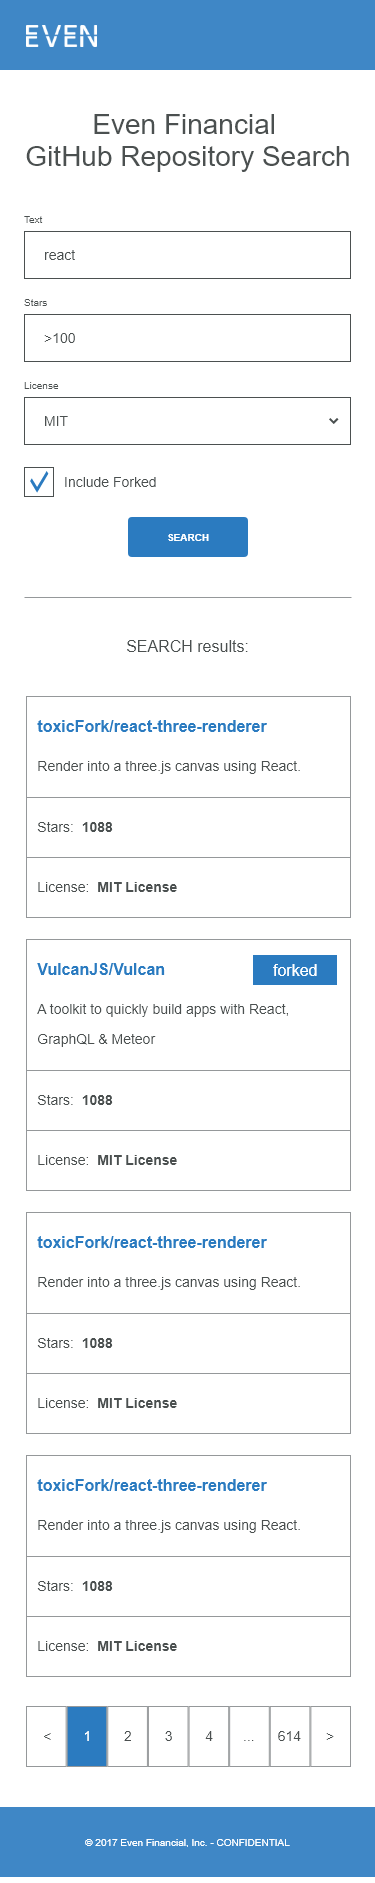 EVEN
Even Financial
GitHub Repository Search
Text
react
Stars
>100
License
MIT
Include Forked
SEARCH
SEARCH results:
toxicFork/react-three-renderer
Render into a three.js canvas using React.
Stars: 1088
License: MIT License
VulcanJS/Vulcan forked
A toolkit to quickly build apps with React,
GraphQL & Meteor
Stars: 1088
License: MIT License
toxicFork/react-three-renderer
Render into a three.js canvas using React.
Stars: 1088
License: MIT License
toxicFork/react-three-renderer
Render into a three.js canvas using React.
Stars: 1088
License: MIT License
< 1 2 3 4 ... 614 >
© 2017 Even Financial, Inc. - CONFIDENTIAL